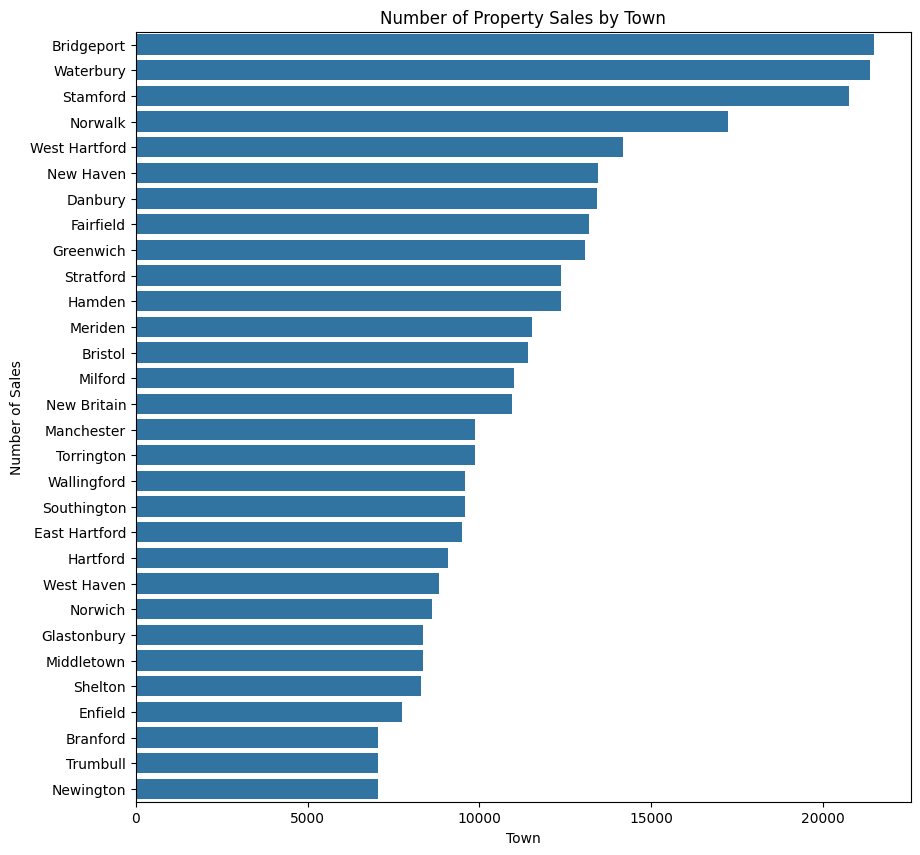 Number of Property Sales by Town
Number of Sales
Bridgeport
Waterbury
Stamford
Norwalk
West Hartford
New Haven
Danbury
Fairfield
Greenwich
Stratford
Hamden
Meriden
Bristol
Milford
New Britain
Manchester
Torrington
Wallingford
Southington
East Hartford
Hartford
West Haven
Norwich
Glastonbury
Middletown
Shelton
Enfield
Branford
Trumbull
Newington
0 5000 10000 15000 20000
Town